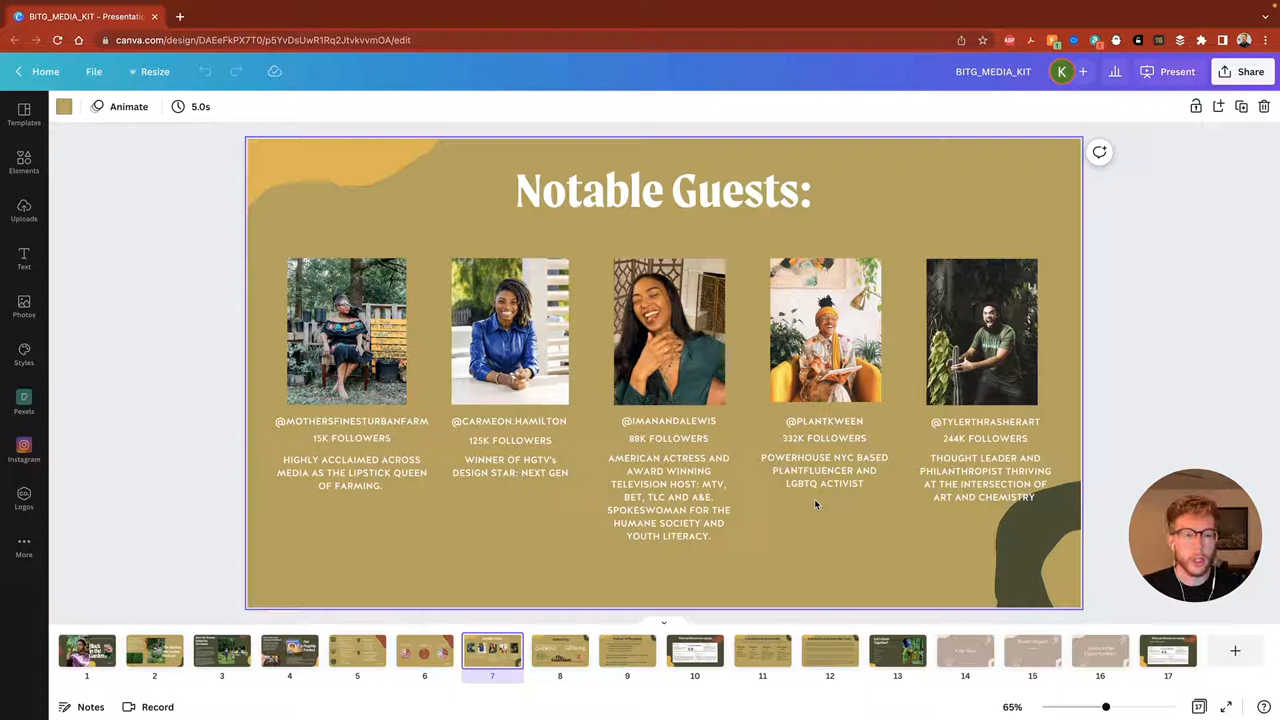 BITG_MEDIA_KIT - Presentatio
canva.com/design/DAEeFkPX7T0/p5YvDsUwR1Rq2JtvkvvmOA/edit
Home
File
Resize
BITG_MEDIA_KIT
K
Present
Share
Animate
5.0s
Templates
Elements
Uploads
Text
Photos
Styles
Pexels
Instagram
Logos
More
Notable Guests:
@MOTHERSFINESTURBANFARM
15K FOLLOWERS
HIGHLY ACCLAIMED ACROSS
MEDIA AS THE LIPSTICK QUEEN
OF FARMING.
@CARMEON.HAMILTON
125K FOLLOWERS
WINNER OF HGTV's
DESIGN STAR: NEXT GEN
@IMANANDALEWIS
88K FOLLOWERS
AMERICAN ACTRESS AND
AWARD WINNING
TELEVISION HOST: MTV,
BET, TLC AND A&E.
SPOKESWOMAN FOR THE
HUMANE SOCIETY AND
YOUTH LITERACY.
@PLANTKWEEN
332K FOLLOWERS
POWERHOUSE NYC BASED
PLANTFLUENCER AND
LGBTQ ACTIVIST
@TYLERTHRASHERART
244K FOLLOWERS
THOUGHT LEADER AND
PHILANTHROPIST THRIVING
AT THE INTERSECTION OF
ART AND CHEMISTRY
1
2
3
4
5
6
7
8
9
10
11
12
13
14
15
16
17
Notes
Record
65%
17